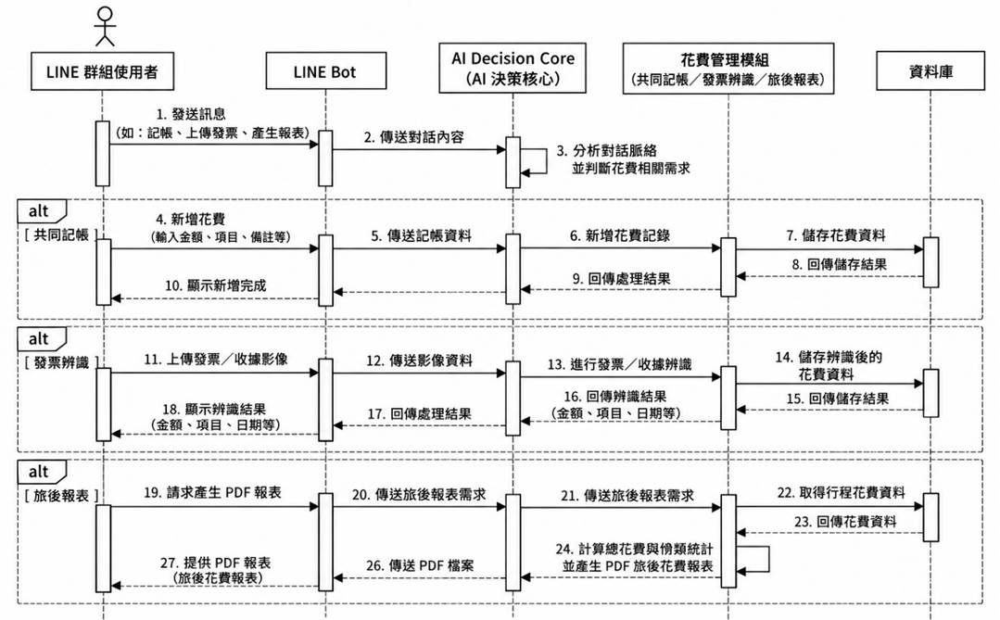 LINE 群組使用者
LINE Bot
AI Decision Core
（AI 決策核心）
花費管理模組
（共同記帳／發票辨識／旅後報表）
資料庫
1. 發送訊息
（如：記帳、上傳發票、產生報表）
2. 傳送對話內容
3. 分析對話脈絡
並判斷花費相關需求
alt
[ 共同記帳 ]
4. 新增花費
（輸入金額、項目、備註等）
5. 傳送記帳資料
6. 新增花費記錄
7. 儲存花費資料
8. 回傳儲存結果
9. 回傳處理結果
10. 顯示新增完成
alt
[ 發票辨識 ]
11. 上傳發票／收據影像
12. 傳送影像資料
13. 進行發票／收據辨識
14. 儲存辨識後的
花費資料
15. 回傳儲存結果
16. 回傳辨識結果
（金額、項目、日期等）
17. 回傳處理結果
18. 顯示辨識結果
（金額、項目、日期等）
alt
[ 旅後報表 ]
19. 請求產生 PDF 報表
20. 傳送旅後報表需求
21. 傳送旅後報表需求
22. 取得行程花費資料
23. 回傳花費資料
24. 計算總花費與類統計
並產生 PDF 旅後花費報表
26. 傳送 PDF 檔案
27. 提供 PDF 報表
（旅後花費報表）